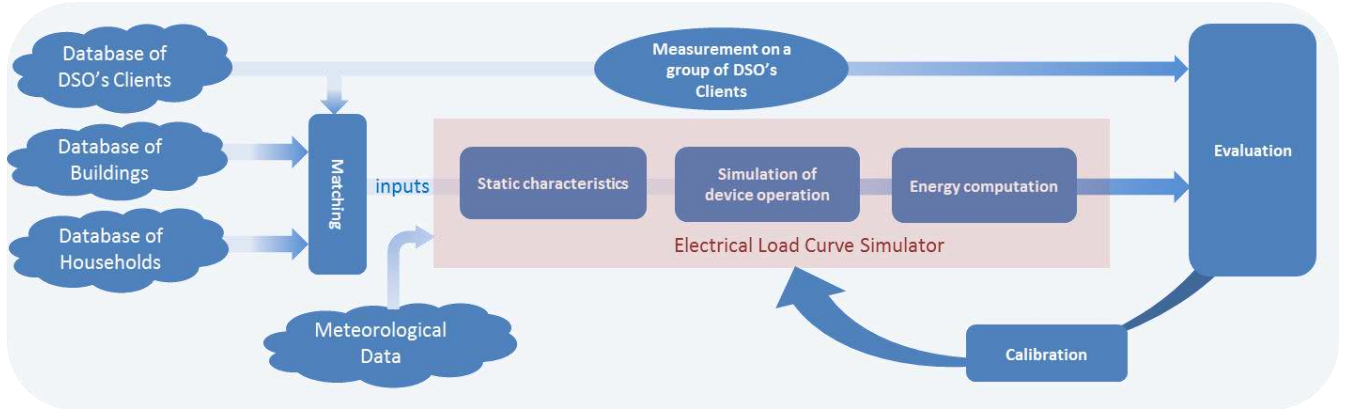 Database of
DSO's Clients
Measurement on a
group of DSO's
Clients
Evaluation
Database of
Buildings
Matching
inputs
Static characteristics
Simulation of
device operation
Energy computation
Electrical Load Curve Simulator
Database of
Households
Meteorological
Data
Calibration